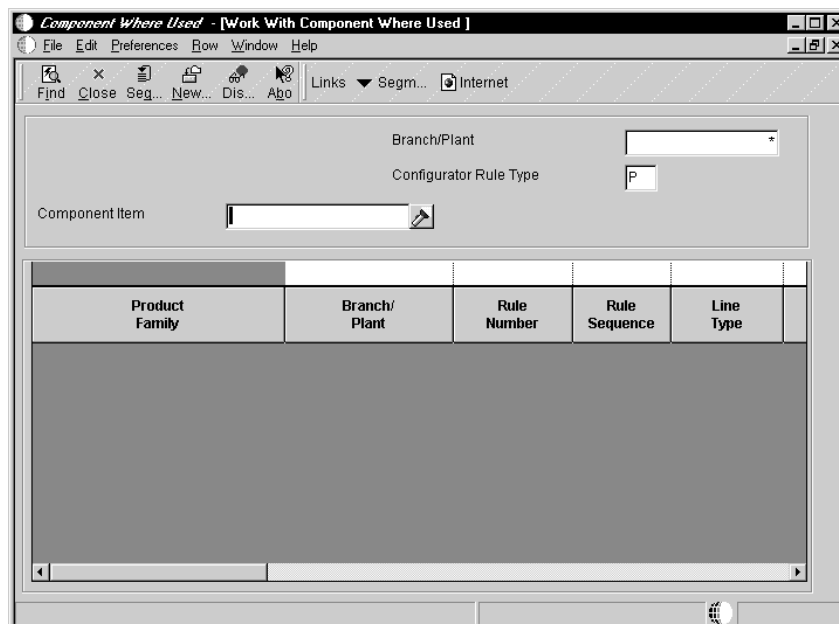 Component Where Used - [Work With Component Where Used ]
File Edit Preferences Row Window Help
Find Close Seg... New... Dis... Abo Links Segm... Internet
Branch/Plant *
Configurator Rule Type P
Component Item
Product Family Branch/ Plant Rule Number Rule Sequence Line Type